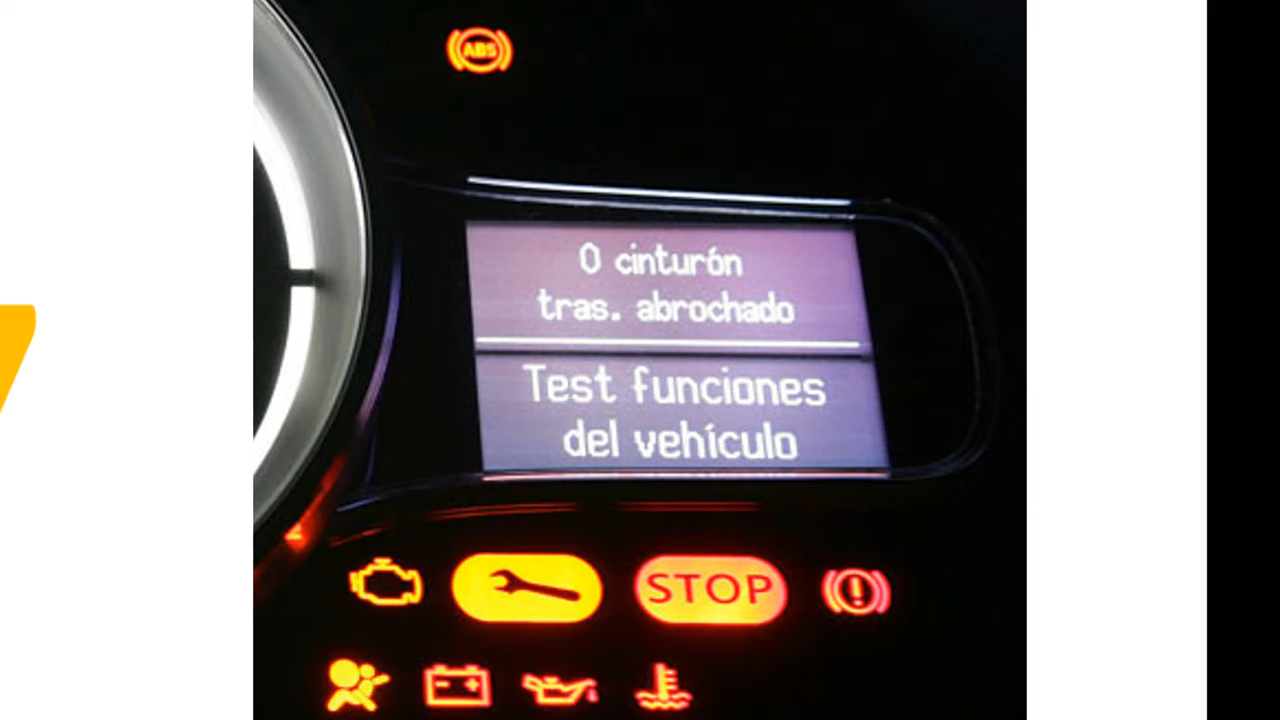 ABS
0 cinturón
tras. abrochado
Test funciones
del vehículo
STOP